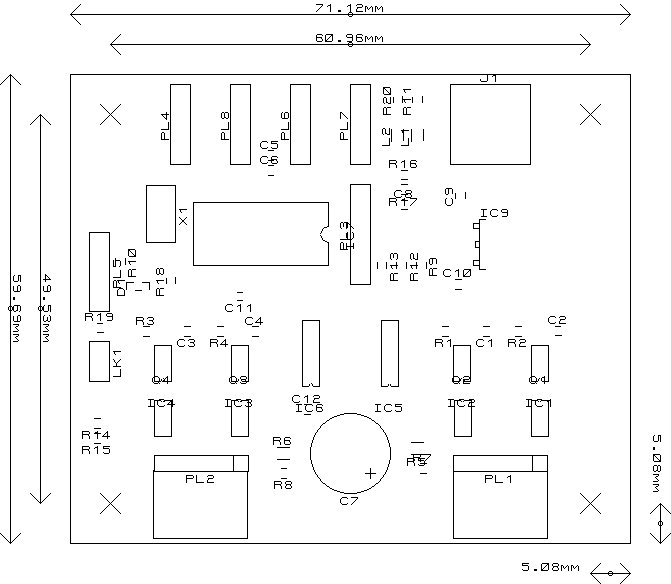 71.12mm
60.96mm
J1
PL4
PL8
PL6
PL7
R20
R11
C5
C6
L2
L1
R16
C8
R17
C9
IC9
X1
PL3
PL5
R10
D1
R18
R13
R12
R9
C10
59.69mm
49.53mm
C11
R19
R3
C3
R4
C4
R1
C1
R2
C2
LK1
Q4
Q3
Q2
Q1
IC4
IC3
C12
IC6
IC5
IC2
IC1
R14
R15
R6
R8
R5
PL2
C7
PL1
5.08mm
5.08mm